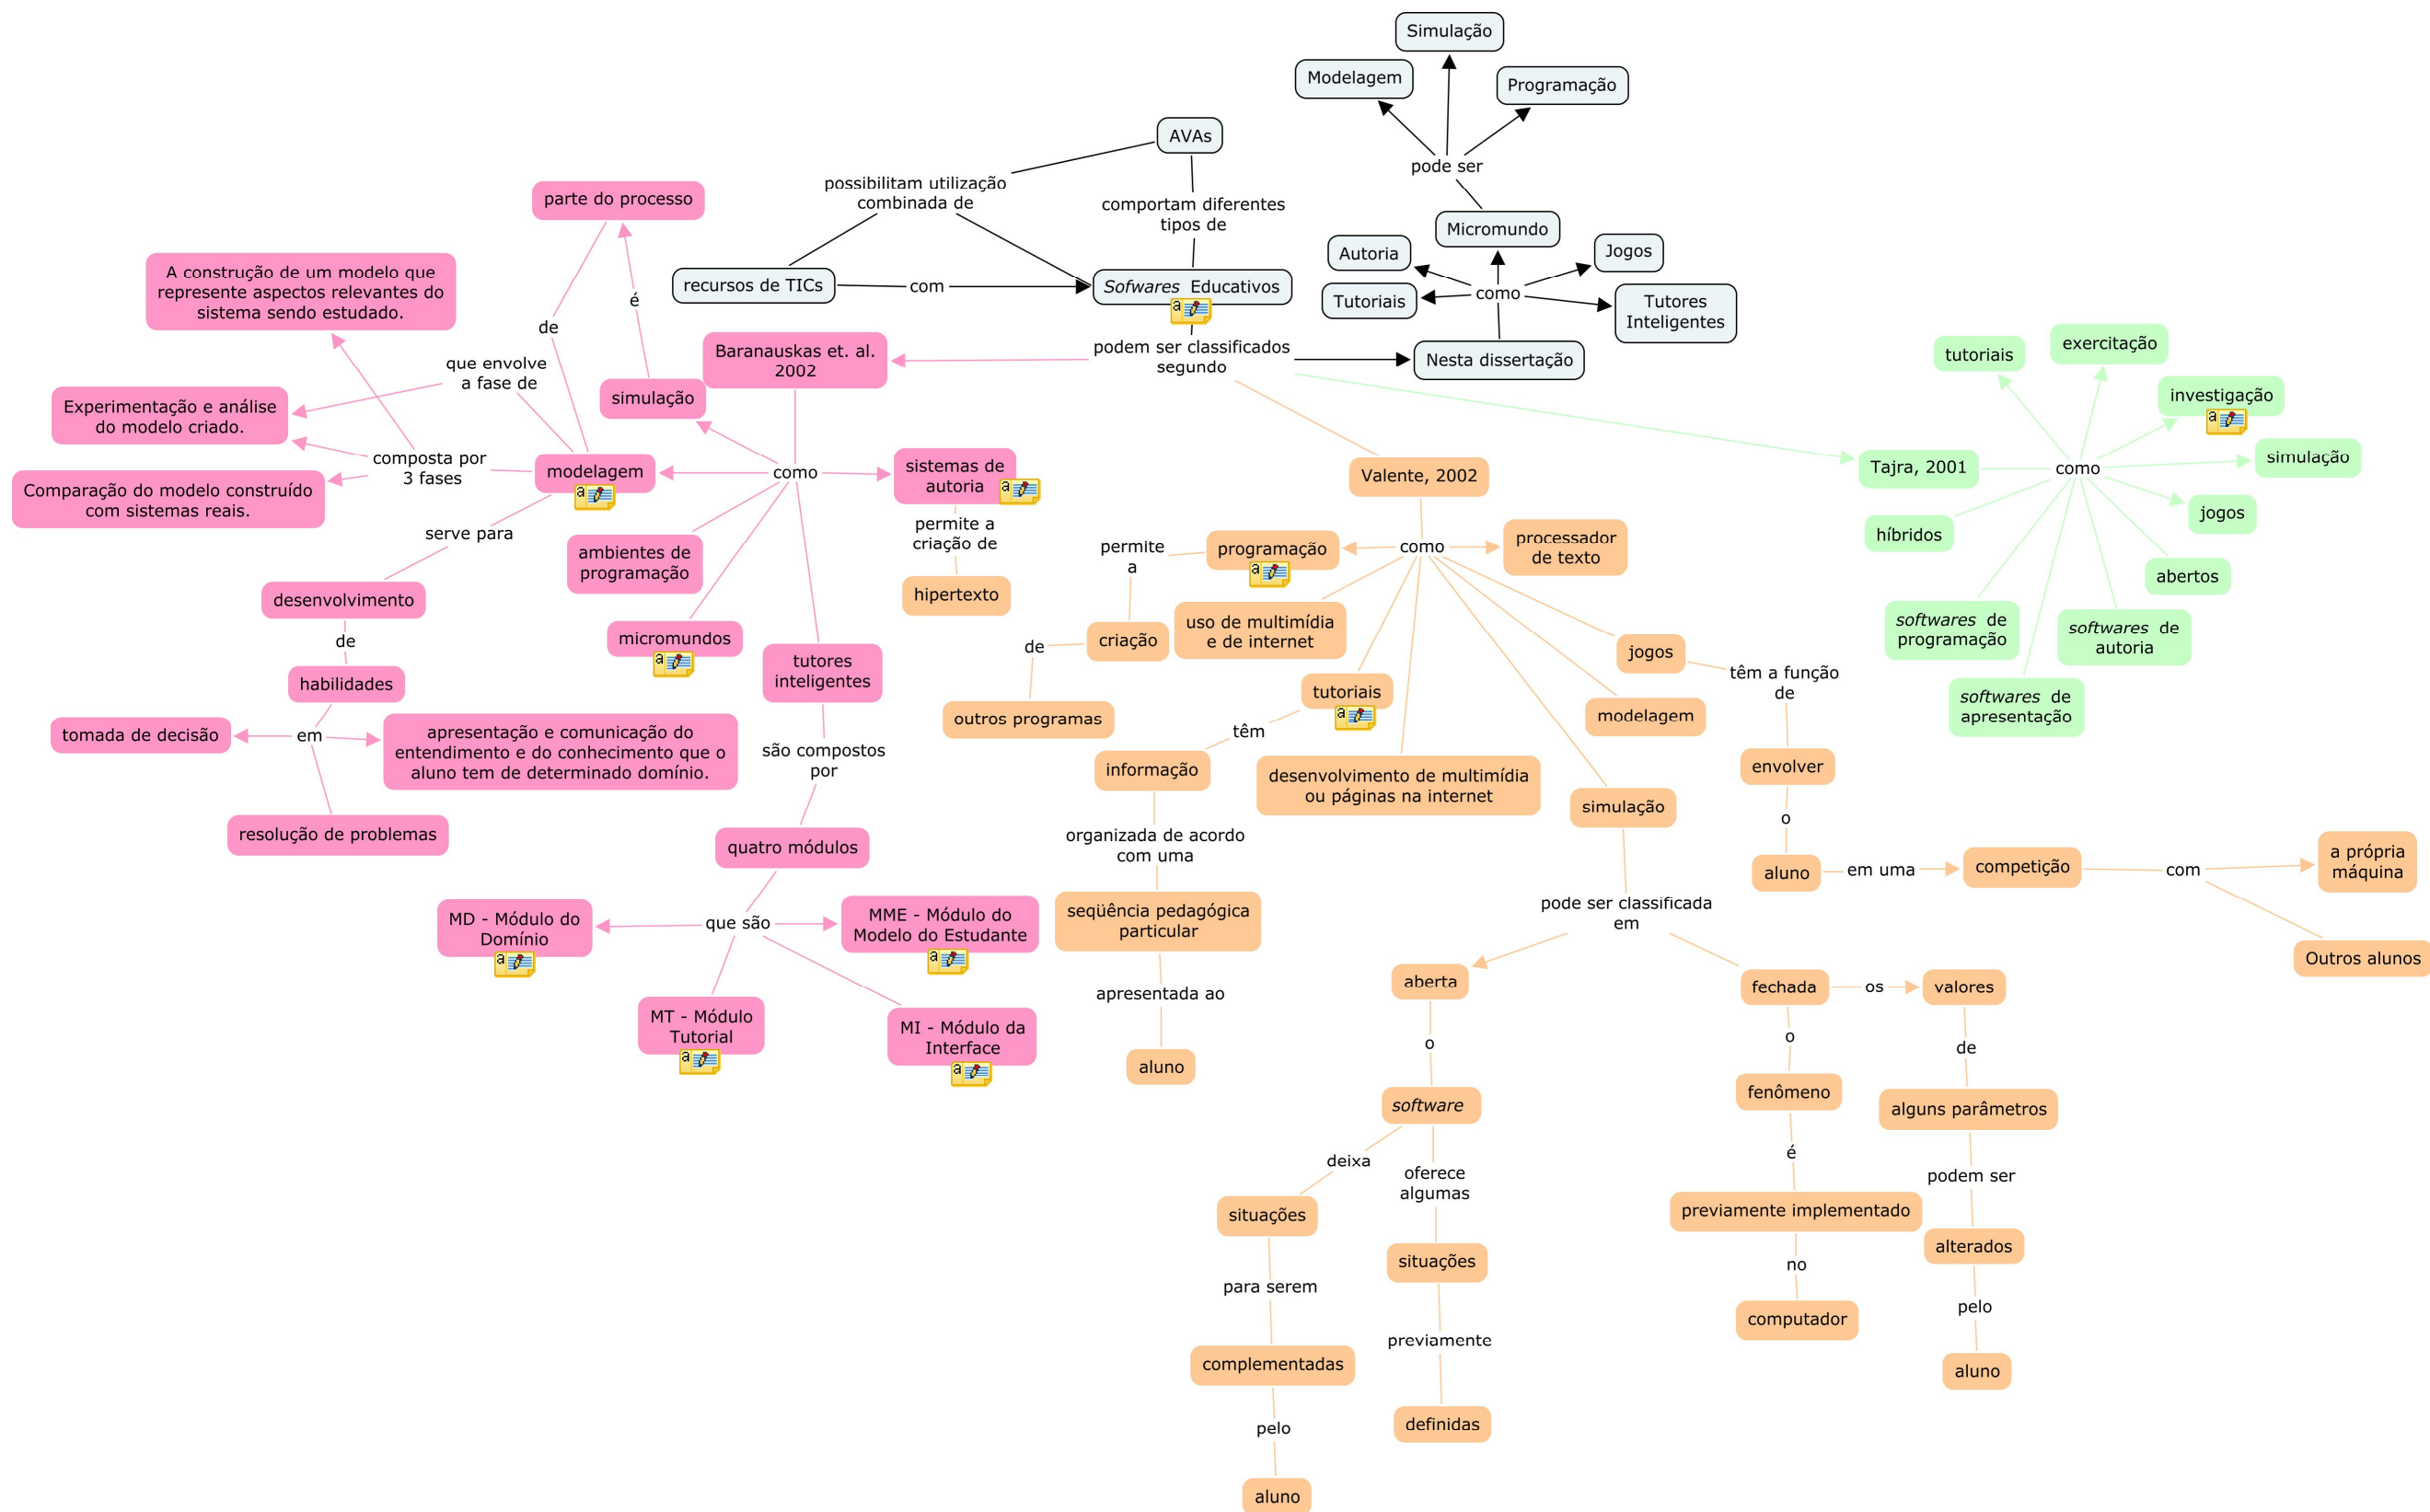 Simulação
Modelagem
Programação
pode ser
Micromundo
Autoria
Jogos
Tutoriais
como
Tutores
Inteligentes
Nesta dissertação
AVAs
possibilitam utilização
combinada de
comportam diferentes
tipos de
recursos de TICs
com
Sofwares Educativos
podem ser classificados
segundo
parte do processo
A construção de um modelo que
represente aspectos relevantes do
sistema sendo estudado.
de
é
que envolve
a fase de
Baranauskas et. al.
2002
simulação
Experimentação e análise
do modelo criado.
composta por
3 fases
Comparação do modelo construído
com sistemas reais.
modelagem
como
sistemas de
autoria
permite a
criação de
hipertexto
serve para
ambientes de
programação
desenvolvimento
de
habilidades
micromundos
tutores
inteligentes
tomada de decisão
em
apresentação e comunicação do
entendimento e do conhecimento que o
aluno tem de determinado domínio.
resolução de problemas
são compostos
por
quatro módulos
que são
MD - Módulo do
Domínio
MME - Módulo do
Modelo do Estudante
MT - Módulo
Tutorial
MI - Módulo da
Interface
Valente, 2002
como
programação
processador
de texto
permite
a
criação
de
outros programas
uso de multimídia
e de internet
tutoriais
têm
informação
organizada de acordo
com uma
seqüência pedagógica
particular
apresentada ao
aluno
desenvolvimento de multimídia
ou páginas na internet
jogos
modelagem
simulação
têm a função
de
envolver
o
aluno
em uma
competição
com
a própria
máquina
Outros alunos
pode ser classificada
em
aberta
o
software
deixa
oferece
algumas
situações
para serem
complementadas
pelo
aluno
situações
previamente
definidas
fechada
os
valores
o
fenômeno
é
previamente implementado
no
computador
de
alguns parâmetros
podem ser
alterados
pelo
aluno
Tajra, 2001
como
tutoriais
exercitação
investigação
simulação
jogos
híbridos
abertos
softwares de
programação
softwares de
autoria
softwares de
apresentação